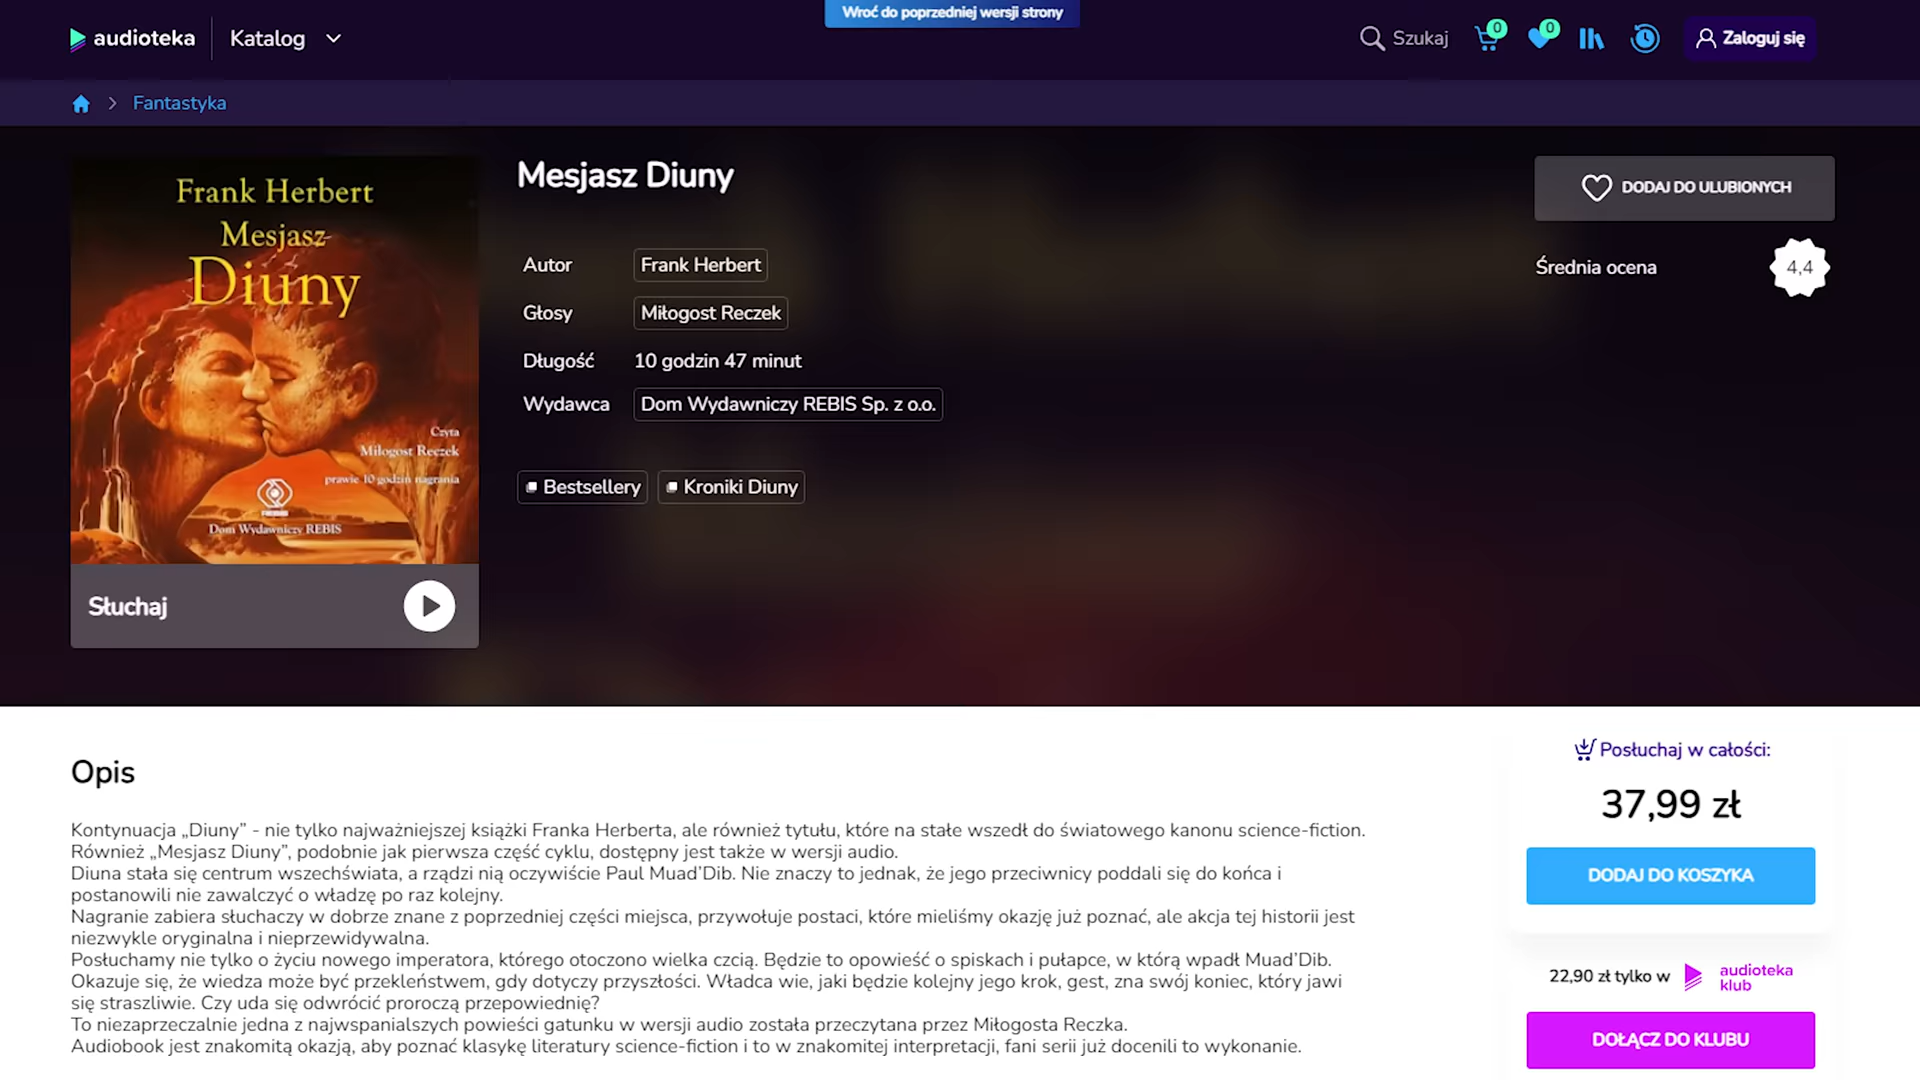 Wroć do poprzedniej wersji strony
audioteka
Katalog
Szukaj
0
0
Zaloguj się
Fantastyka
Frank Herbert
Mesjasz
Diuny
Czyta
Miłogost Reczek
prawie 10 godzin nagrania
Dom Wydawniczy REBIS
Słuchaj
Mesjasz Diuny
Autor Frank Herbert
Głosy Miłogost Reczek
Długość 10 godzin 47 minut
Wydawca Dom Wydawniczy REBIS Sp. z o.o.
Bestsellery Kroniki Diuny
DODAJ DO ULUBIONYCH
Średnia ocena 4,4
Opis
Kontynuacja „Diuny” - nie tylko najważniejszej książki Franka Herberta, ale również tytułu, które na stałe wszedł do światowego kanonu science-fiction.
Również „Mesjasz Diuny”, podobnie jak pierwsza część cyklu, dostępny jest także w wersji audio.
Diuna stała się centrum wszechświata, a rządzi nią oczywiście Paul Muad’Dib. Nie znaczy to jednak, że jego przeciwnicy poddali się do końca i
postanowili nie zawalczyć o władzę po raz kolejny.
Nagranie zabiera słuchaczy w dobrze znane z poprzedniej części miejsca, przywołuje postaci, które mieliśmy okazję już poznać, ale akcja tej historii jest
niezwykle oryginalna i nieprzewidywalna.
Posłuchamy nie tylko o życiu nowego imperatora, którego otoczono wielka czcią. Będzie to opowieść o spiskach i pułapce, w którą wpadł Muad’Dib.
Okazuje się, że wiedza może być przekleństwem, gdy dotyczy przyszłości. Władca wie, jaki będzie kolejny jego krok, gest, zna swój koniec, który jawi
się straszliwie. Czy uda się odwrócić proroczą przepowiednię?
To niezaprzeczalnie jedna z najwspanialszych powieści gatunku w wersji audio została przeczytana przez Miłogosta Reczka.
Audiobook jest znakomitą okazją, aby poznać klasykę literatury science-fiction i to w znakomitej interpretacji, fani serii już docenili to wykonanie.
Posłuchaj w całości:
37,99 zł
DODAJ DO KOSZYKA
22,90 zł tylko w audioteka
klub
DOŁĄCZ DO KLUBU